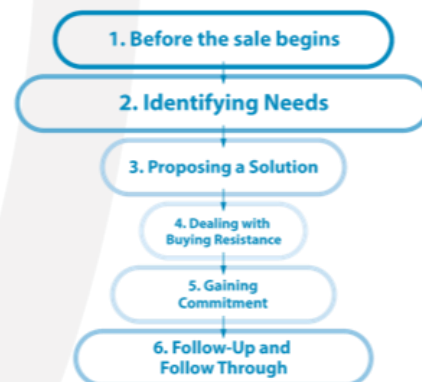 1. Before the sale begins
2. Identifying Needs
3. Proposing a Solution
4. Dealing with
Buying Resistance
5. Gaining
Commitment
6. Follow-Up and
Follow Through